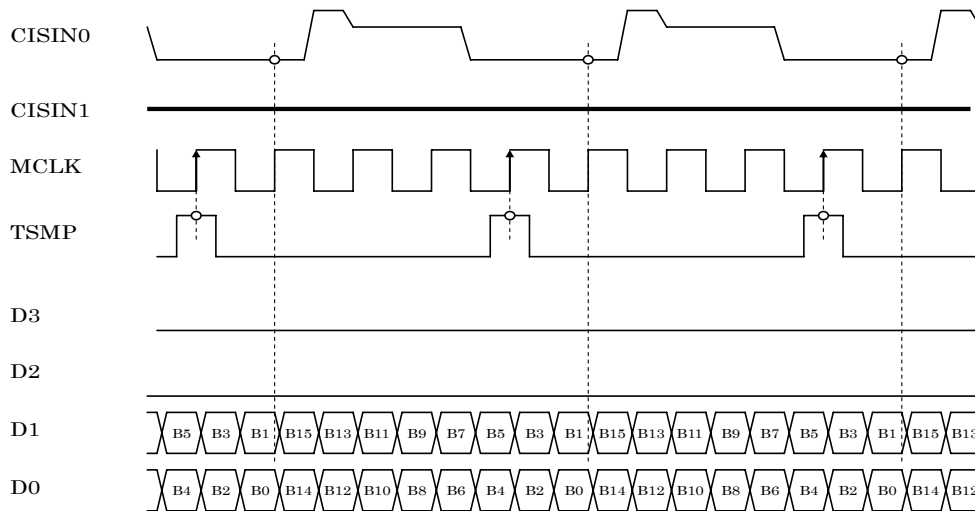 CISIN0
CISIN1
MCLK
TSMP
D3
D2
D1 B5 B3 B1 B15 B13 B11 B9 B7 B5 B3 B1 B15 B13 B11 B9 B7 B5 B3 B1 B15 B13
D0 B4 B2 B0 B14 B12 B10 B8 B6 B4 B2 B0 B14 B12 B10 B8 B6 B4 B2 B0 B14 B12